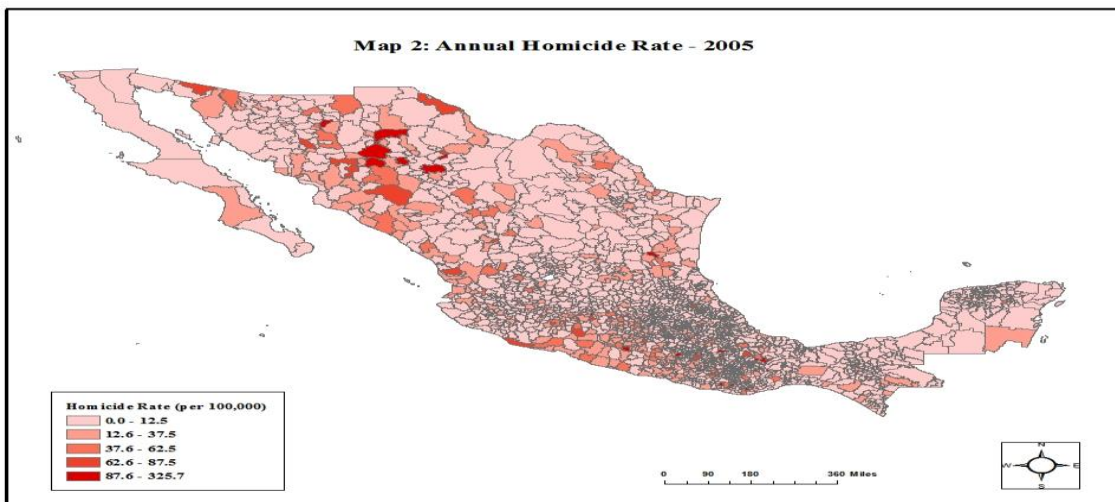 Map 2: Annual Homicide Rate - 2005
Homicide Rate (per 100,000)
0.0 - 12.5
12.6 - 37.5
37.6 - 62.5
62.6 - 87.5
87.6 - 325.7
0 90 180 360 Miles
N
W E
S